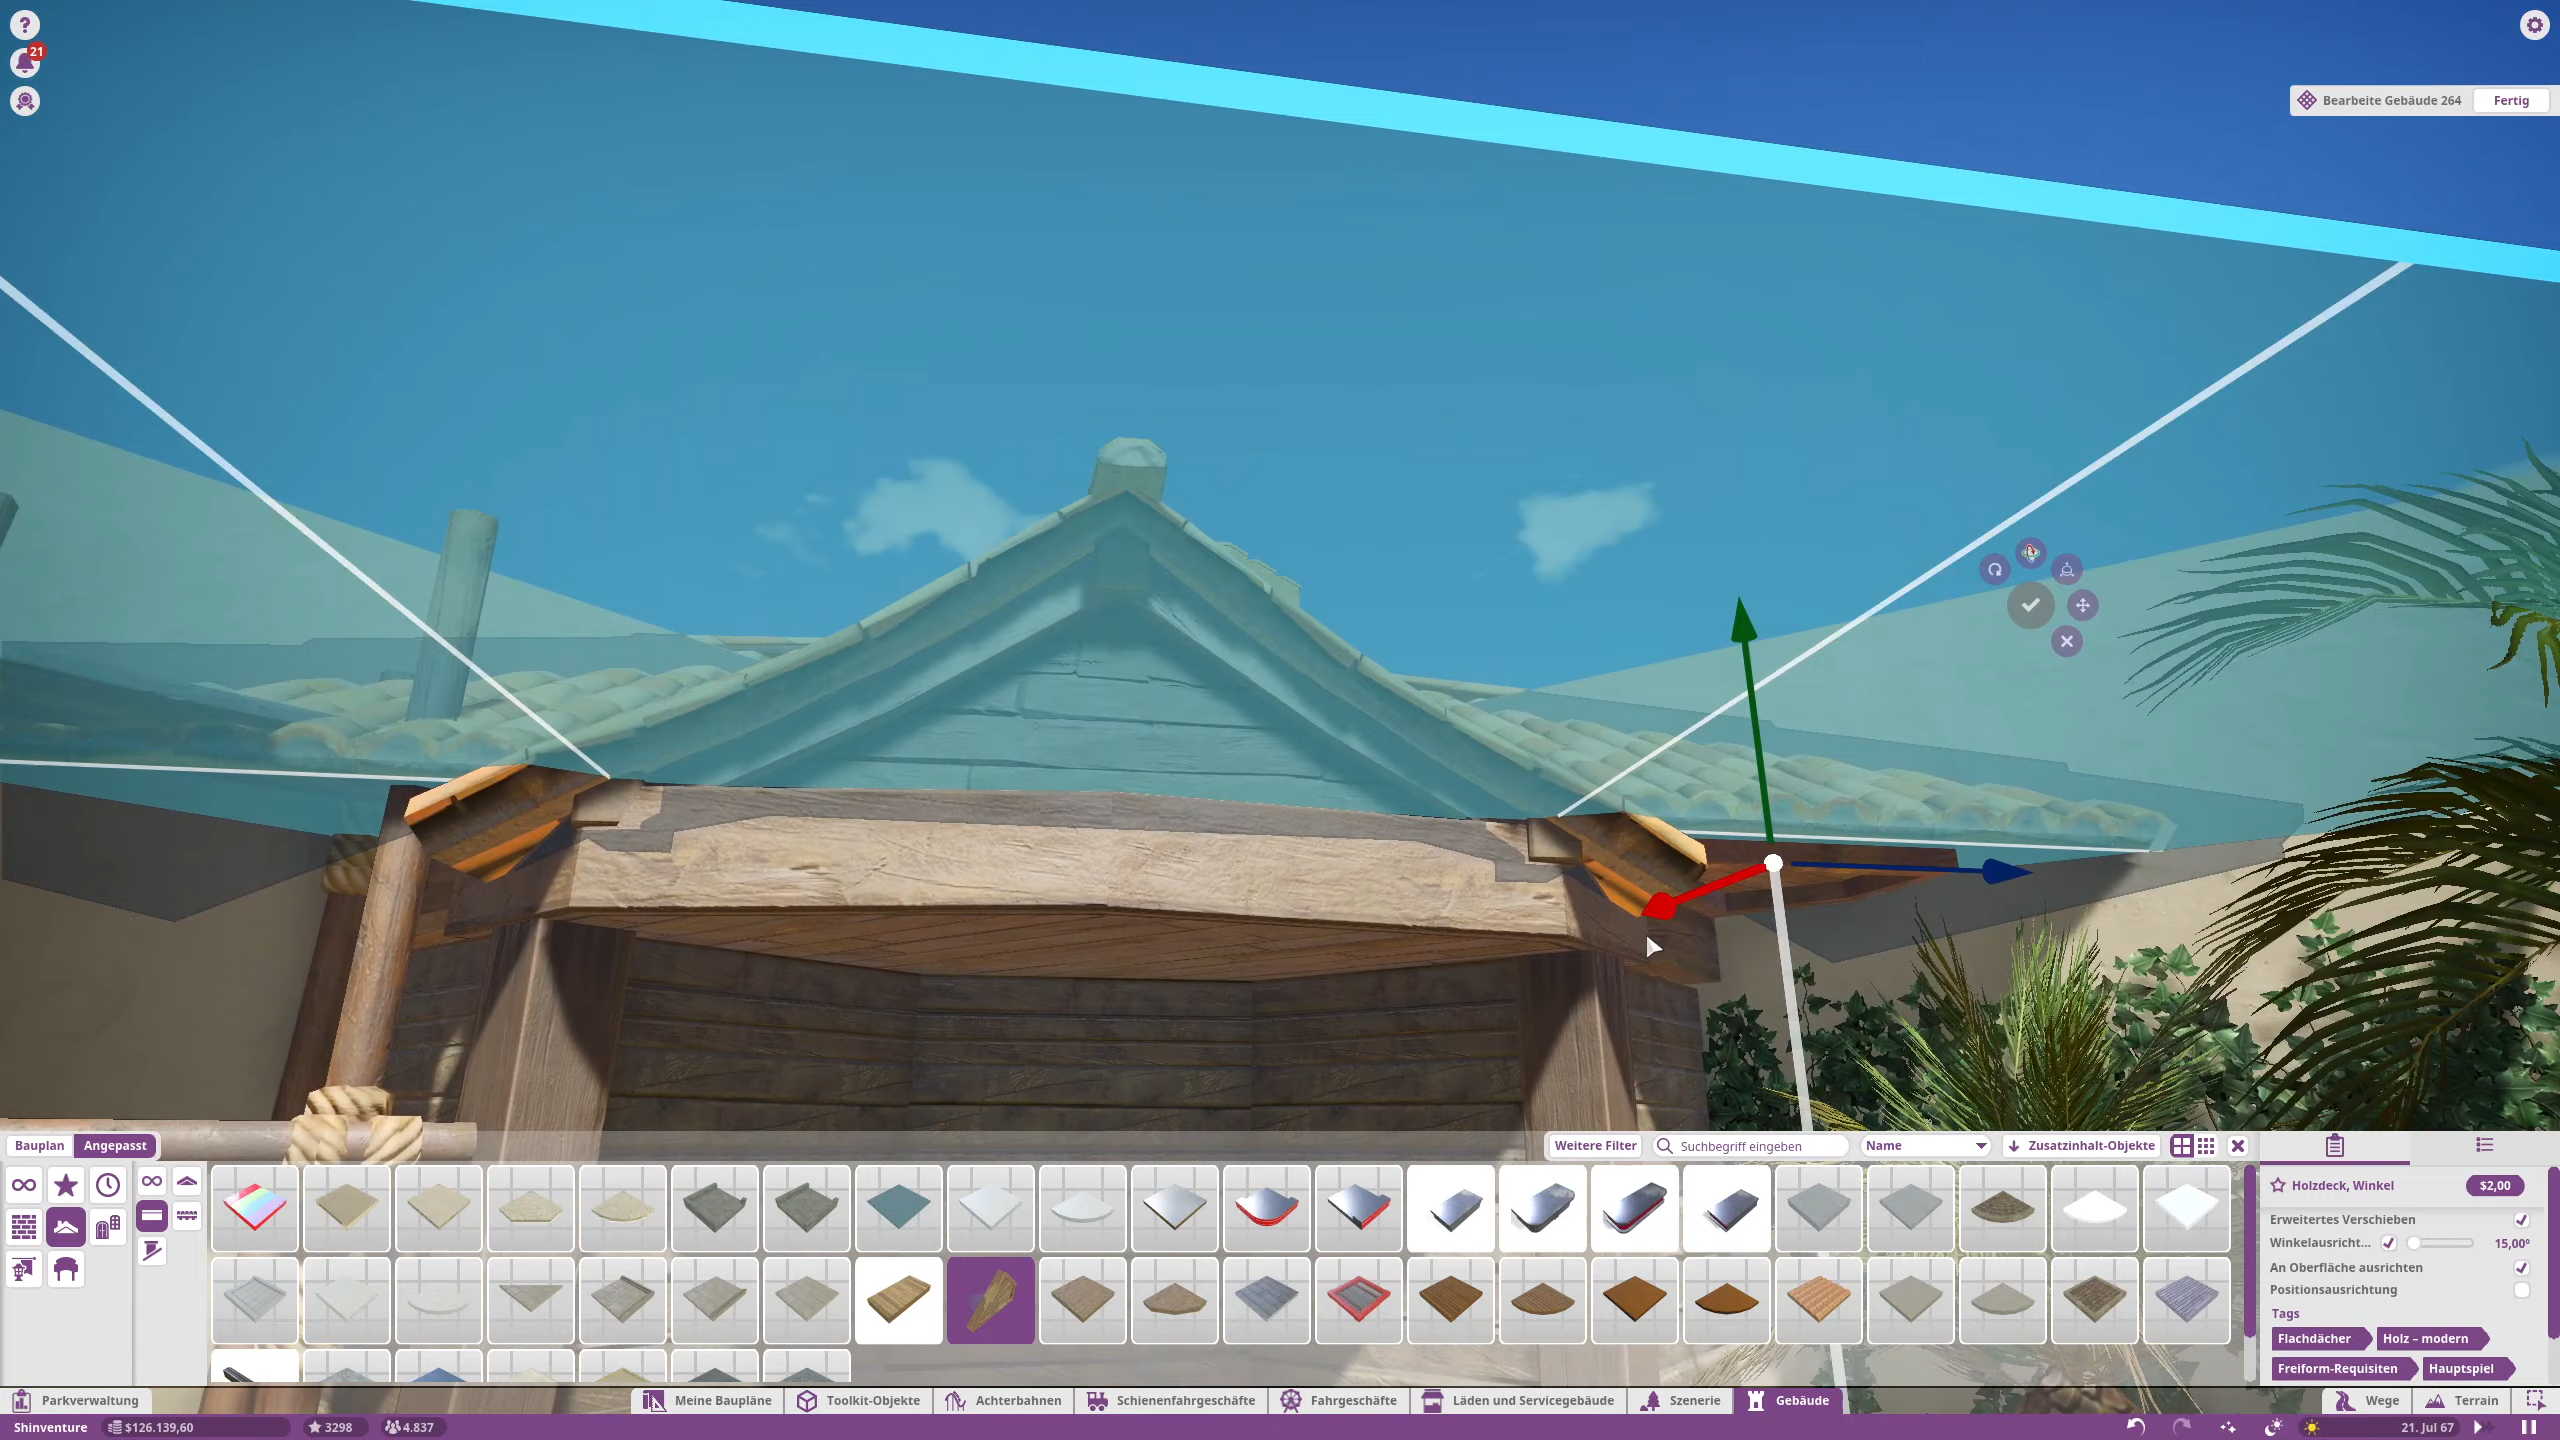 ?
21
Bearbeite Gebäude 264
Fertig
Bauplan
Angepasst
Weitere Filter
Suchbegriff eingeben
Name
Zusatzinhalt-Objekte
Holzdeck, Winkel
$2,00
Erweitertes Verschieben
Winkelausricht...
15,00°
An Oberfläche ausrichten
Positionsausrichtung
Tags
Flachdächer
Holz – modern
Freiform-Requisiten
Hauptspiel
Parkverwaltung
Meine Baupläne
Toolkit-Objekte
Achterbahnen
Schienenfahrgeschäfte
Fahrgeschäfte
Läden und Servicegebäude
Szenerie
Gebäude
Wege
Terrain
Shinventure
$126.139,60
3298
4.837
21. Jul 67